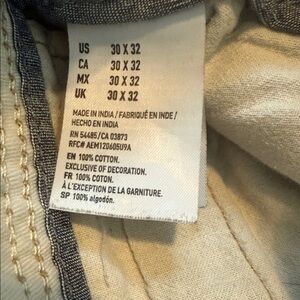 US 30 X 32
CA 30 X 32
MX 30 X 32
UK 30 X 32
MADE IN INDIA / FABRIQUÉ EN INDE /
HECHO EN INDIA
RN 54485/CA 03873
RFC# AEM120605U9A
EN 100% COTTON.
EXCLUSIVE OF DECORATION.
FR 100% COTON.
À L'EXCEPTION DE LA GARNITURE.
SP 100% algodón.